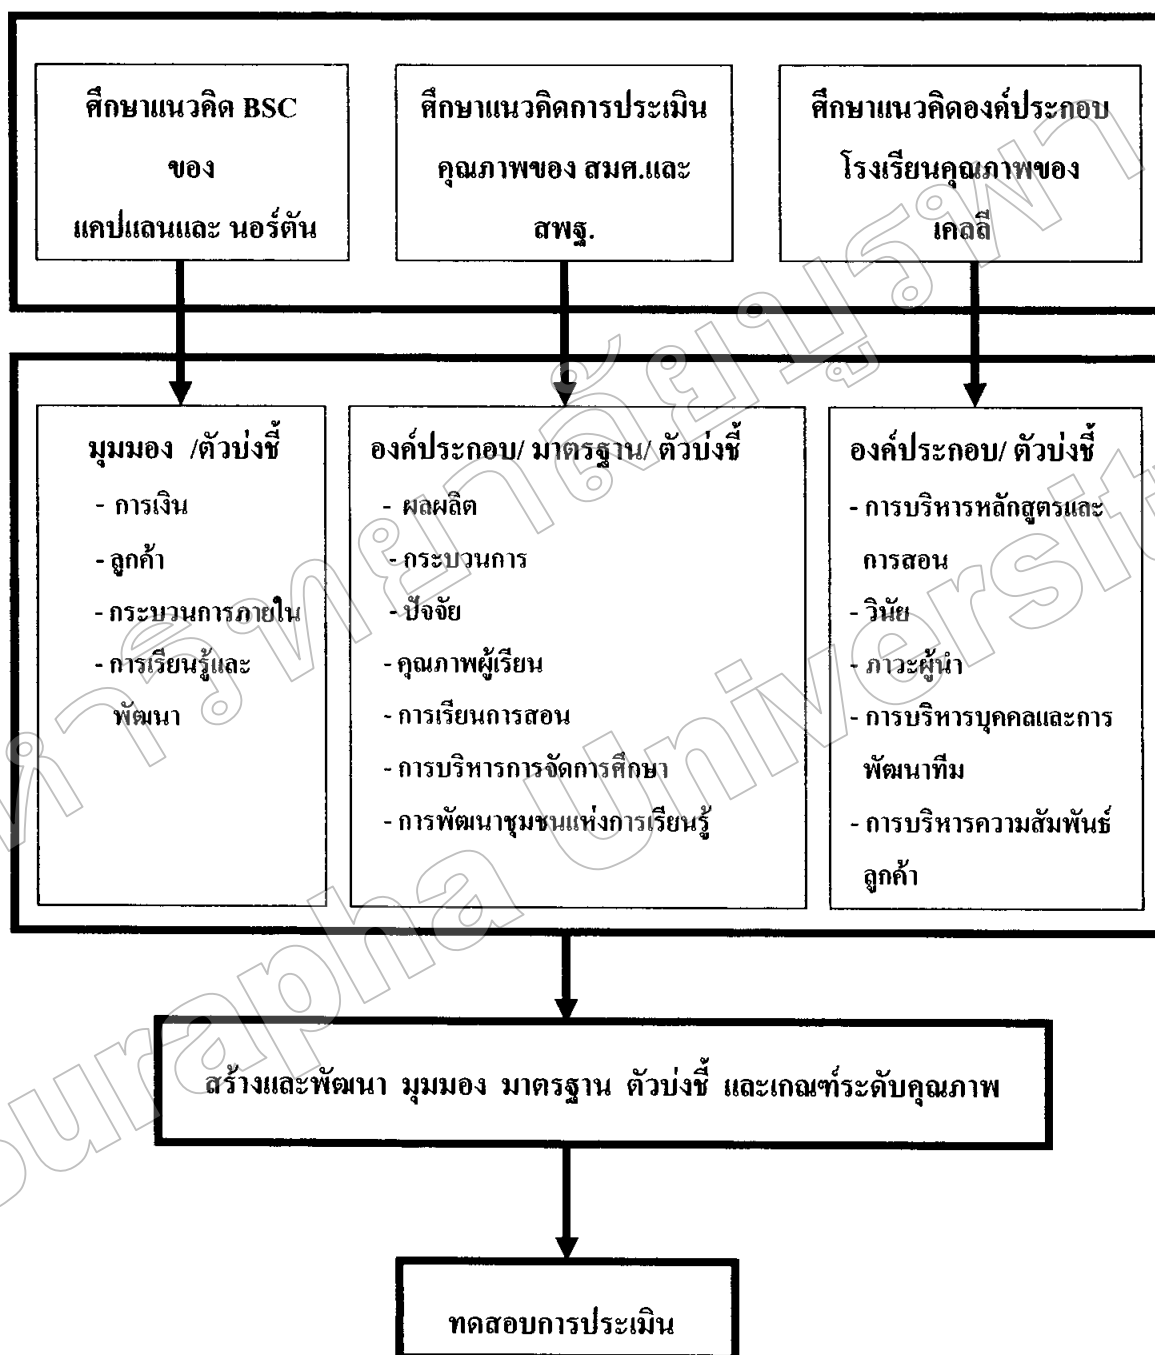 ศึกษาแนวคิด BSC
ของ
แคปแลนและ นอร์ตัน
ศึกษาแนวคิดการประเมิน
คุณภาพของ สมศ.และ
สพฐ.
ศึกษาแนวคิดองค์ประกอบ
โรงเรียนคุณภาพของ
เคลลี
มุมมอง /ตัวบ่งชี้
- การเงิน
- ลูกค้า
- กระบวนการภายใน
- การเรียนรู้และ
พัฒนา
องค์ประกอบ/ มาตรฐาน/ ตัวบ่งชี้
- ผลผลิต
- กระบวนการ
- ปัจจัย
- คุณภาพผู้เรียน
- การเรียนการสอน
- การบริหารการจัดการศึกษา
- การพัฒนาชุมชนแห่งการเรียนรู้
องค์ประกอบ/ ตัวบ่งชี้
- การบริหารหลักสูตรและ
การสอน
- วินัย
- ภาวะผู้นำ
- การบริหารบุคคลและการ
พัฒนาทีม
- การบริหารความสัมพันธ์
ลูกค้า
สร้างและพัฒนา มุมมอง มาตรฐาน ตัวบ่งชี้ และเกณฑ์ระดับคุณภาพ
ทดสอบการประเมิน
Burapha University